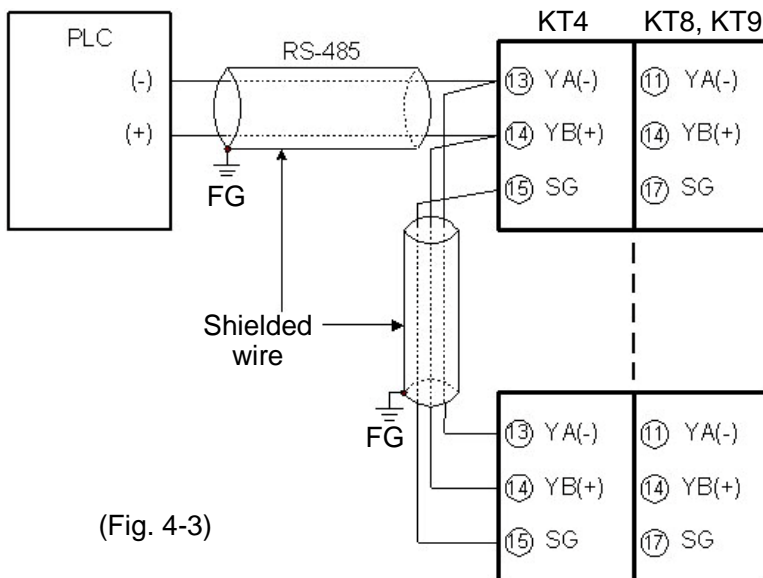 KT4 KT8, KT9
PLC
RS-485
(-)
13 YA(-) 11 YA(-)
(+)
14 YB(+) 14 YB(+)
15 SG 17 SG
FG
Shielded
wire
FG
13 YA(-) 11 YA(-)
14 YB(+) 14 YB(+)
15 SG 17 SG
(Fig. 4-3)